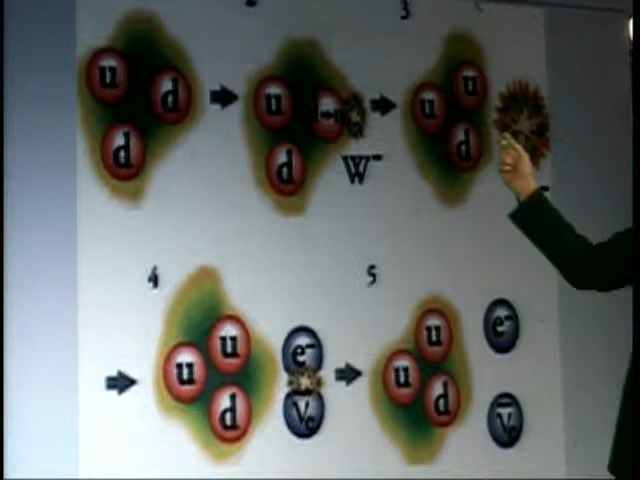 3
u d u u
d → d u d
W⁻
4 5
u u e⁻ u u e⁻
d ν d ν̄